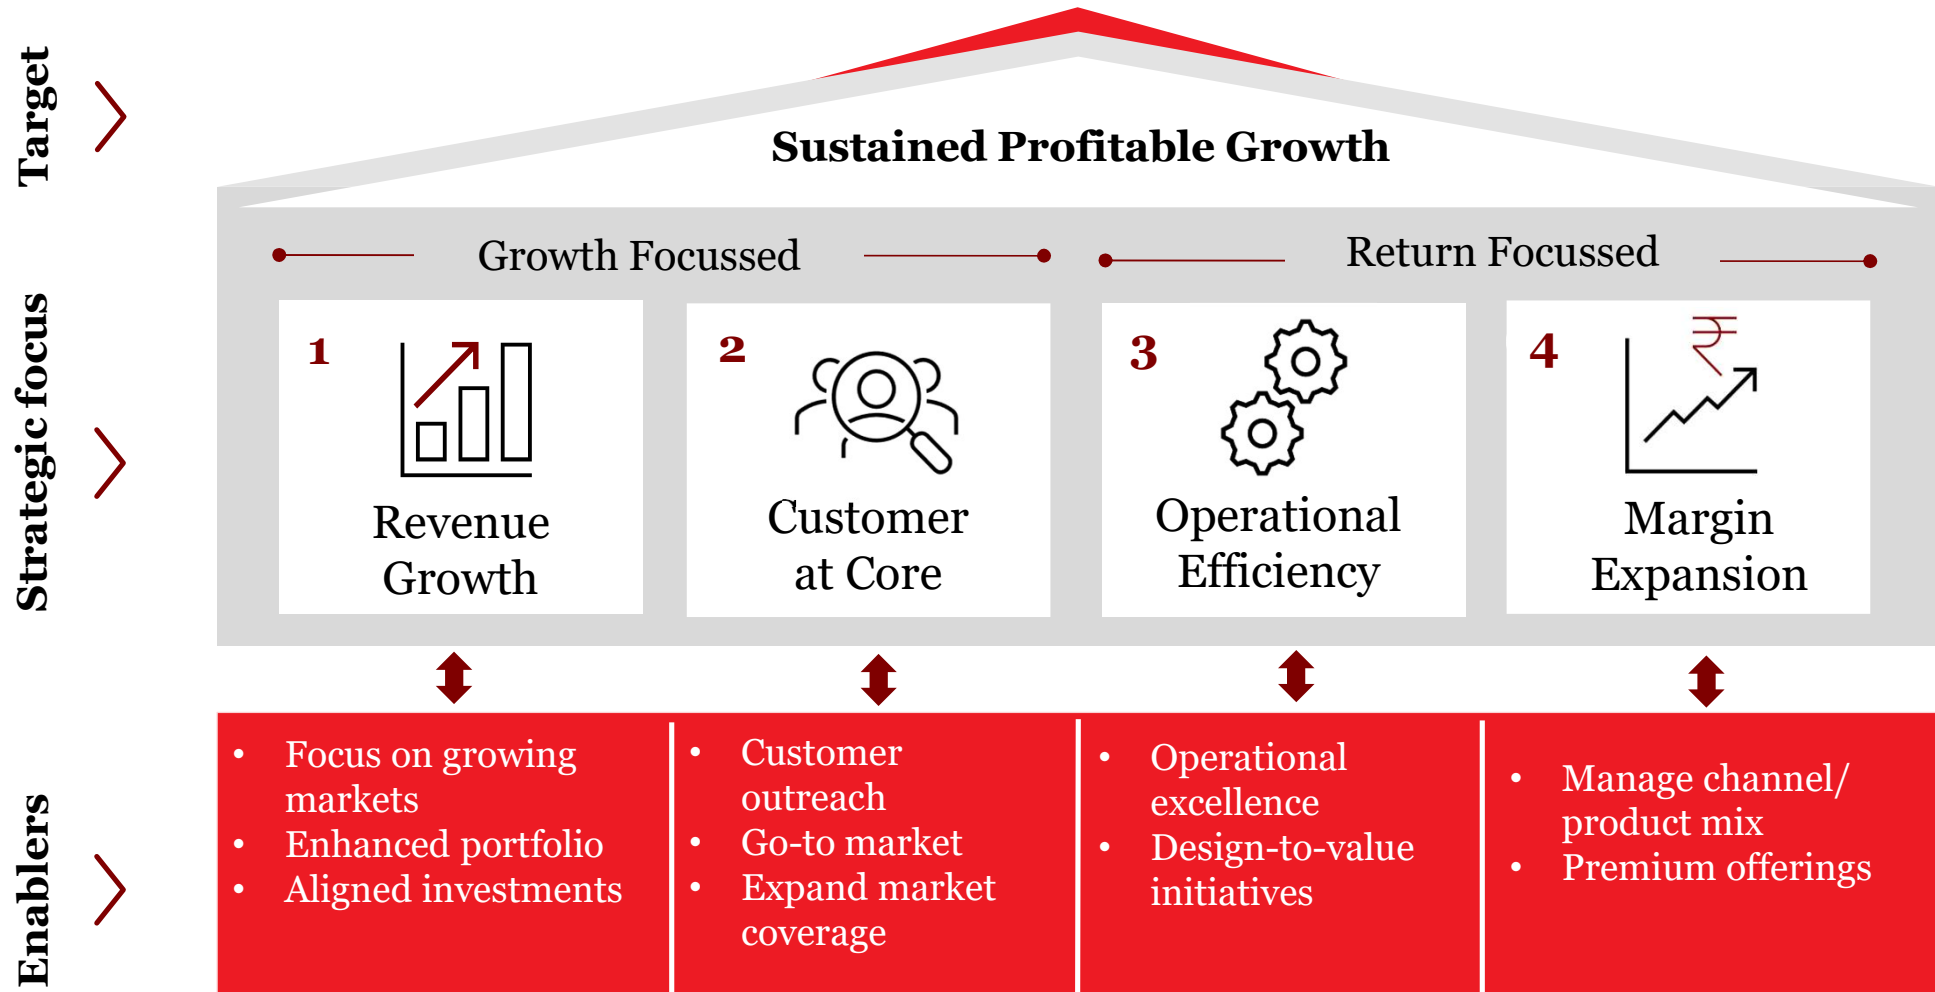 Target
Sustained Profitable Growth
Strategic focus
Growth Focussed
Return Focussed
1
Revenue
Growth
2
Customer
at Core
3
Operational
Efficiency
4
₹
Margin
Expansion
Enablers
• Focus on growing
markets
• Enhanced portfolio
• Aligned investments
• Customer
outreach
• Go-to market
• Expand market
coverage
• Operational
excellence
• Design-to-value
initiatives
• Manage channel/
product mix
• Premium offerings